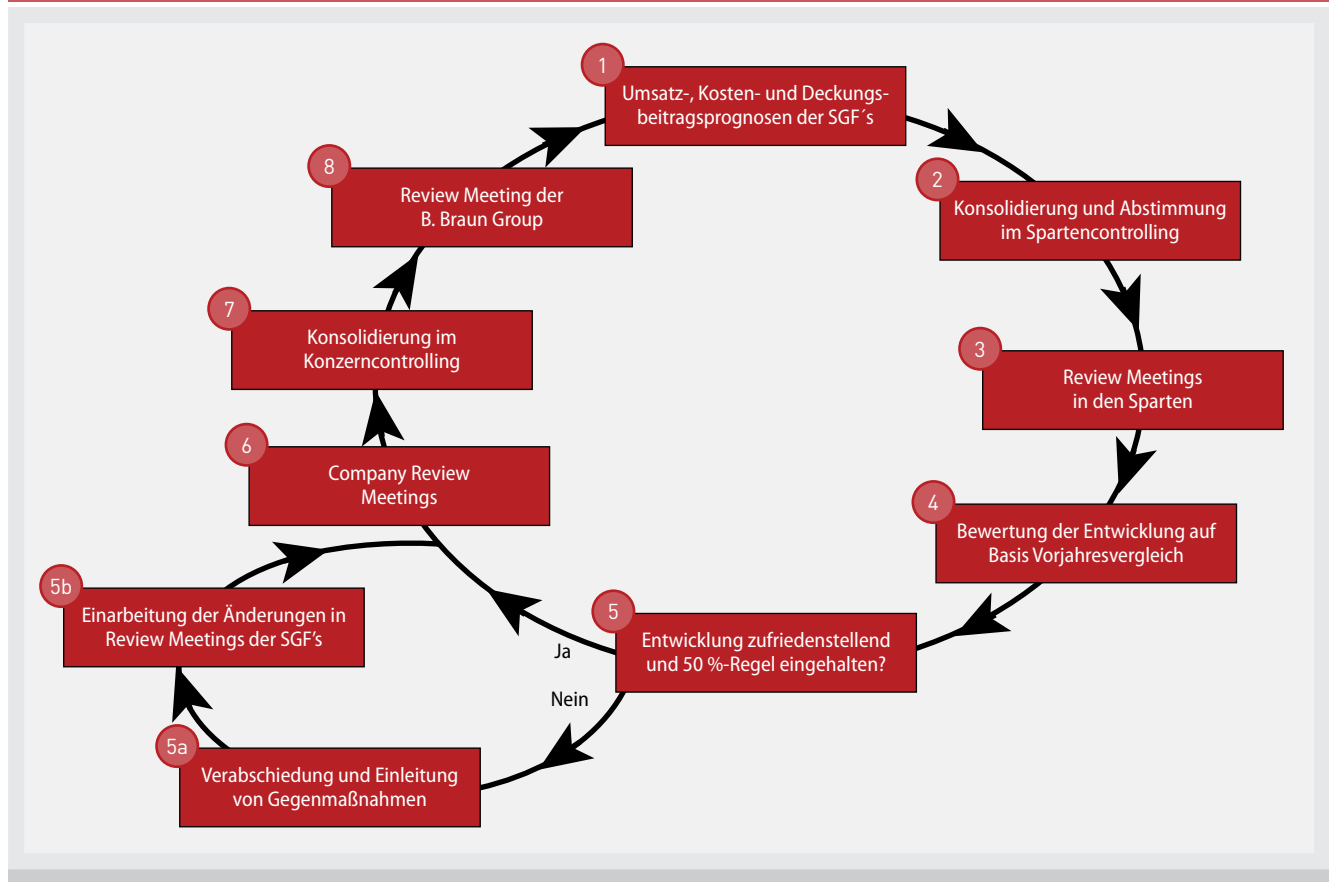 1
Umsatz-, Kosten- und Deckungs-
beitragsprognosen der SGF´s
2
Konsolidierung und Abstimmung
im Spartencontrolling
3
Review Meetings
in den Sparten
4
Bewertung der Entwicklung auf
Basis Vorjahresvergleich
5
Entwicklung zufriedenstellend
und 50 %-Regel eingehalten?
Ja
Nein
5a
Verabschiedung und Einleitung
von Gegenmaßnahmen
5b
Einarbeitung der Änderungen in
Review Meetings der SGF's
6
Company Review
Meetings
7
Konsolidierung im
Konzerncontrolling
8
Review Meeting der
B. Braun Group